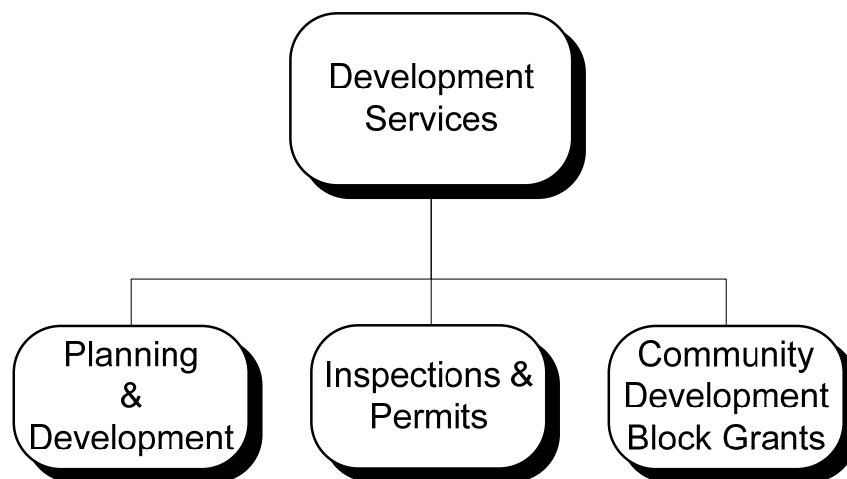 Development
Services
Planning
&
Development
Inspections &
Permits
Community
Development
Block Grants